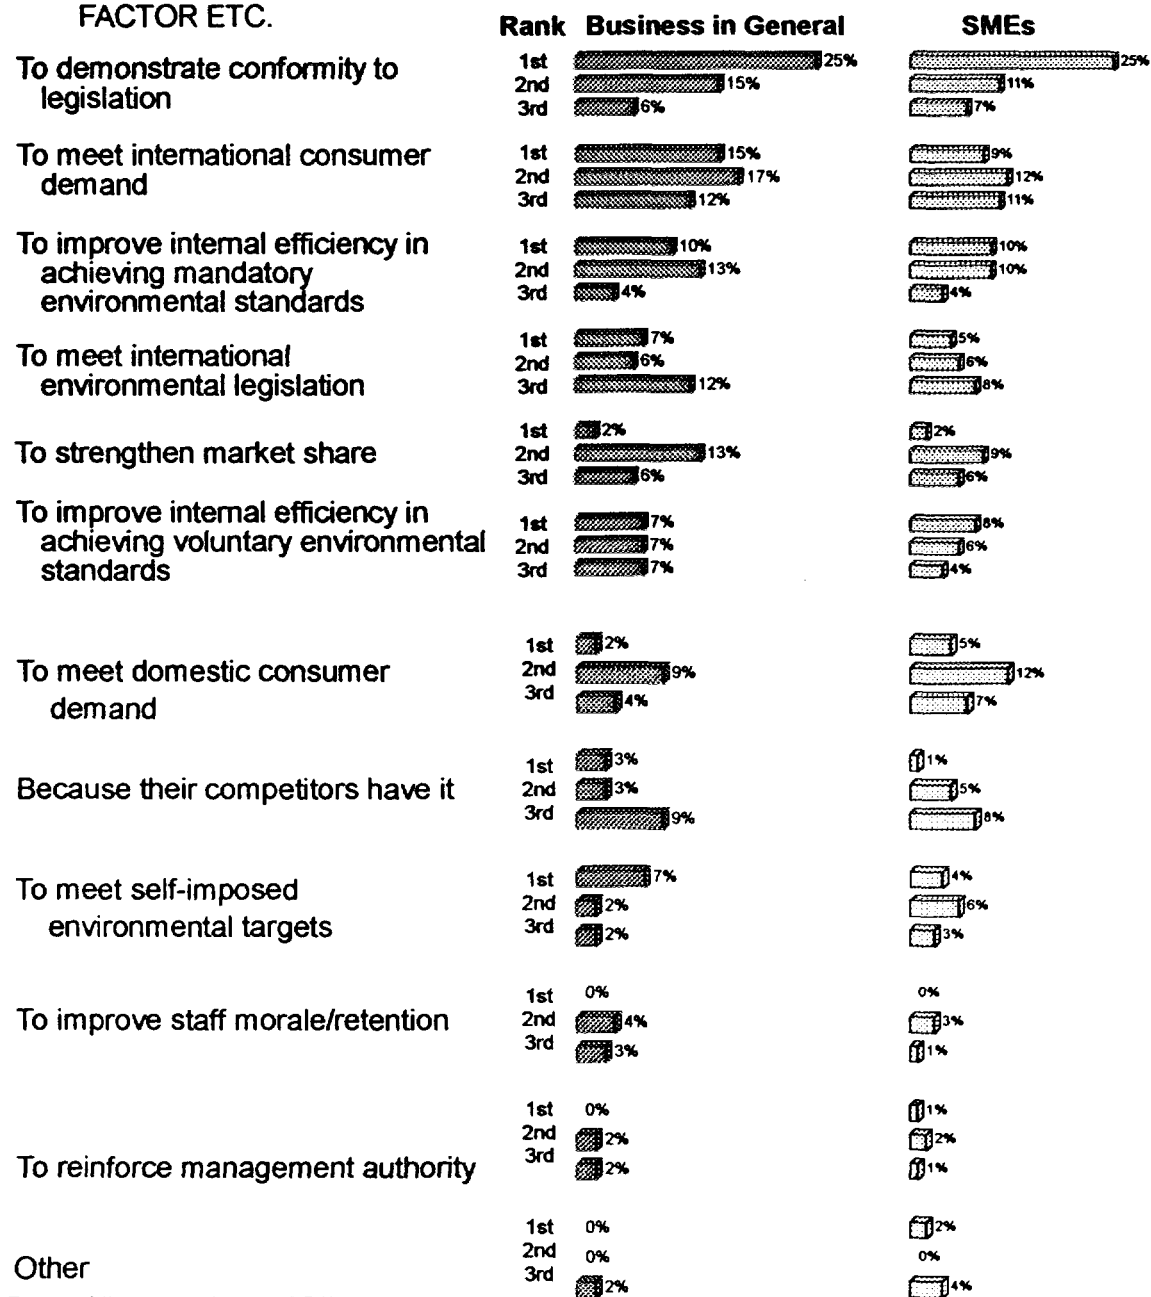 FACTOR ETC.
Rank Business in General SMEs
To demonstrate conformity to
legislation
1st 25% 25%
2nd 15% 11%
3rd 6% 7%
To meet international consumer
demand
1st 15% 9%
2nd 17% 12%
3rd 12% 11%
To improve internal efficiency in
achieving mandatory
environmental standards
1st 10% 10%
2nd 13% 10%
3rd 4% 4%
To meet international
environmental legislation
1st 7% 5%
2nd 6% 6%
3rd 12% 8%
To strengthen market share
1st 2% 2%
2nd 13% 9%
3rd 6% 6%
To improve internal efficiency in
achieving voluntary environmental
standards
1st 7% 8%
2nd 7% 6%
3rd 7% 4%
To meet domestic consumer
demand
1st 2% 5%
2nd 9% 12%
3rd 4% 7%
Because their competitors have it
1st 3% 1%
2nd 3% 5%
3rd 9% 8%
To meet self-imposed
environmental targets
1st 7% 4%
2nd 2% 6%
3rd 2% 3%
To improve staff morale/retention
1st 0% 0%
2nd 4% 3%
3rd 3% 1%
To reinforce management authority
1st 0% 1%
2nd 2% 2%
3rd 2% 1%
Other
1st 0% 2%
2nd 0% 0%
3rd 2% 4%